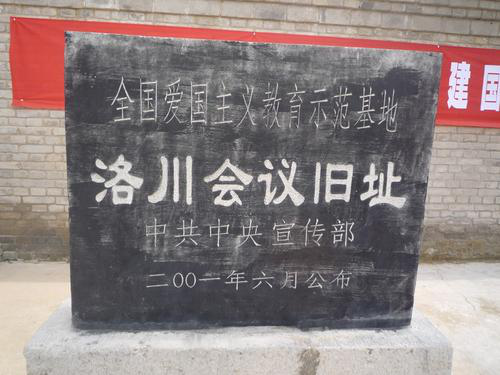 全国爱国主义教育示范基地
洛川会议旧址
中共中央宣传部
二00一年六月公布
建国